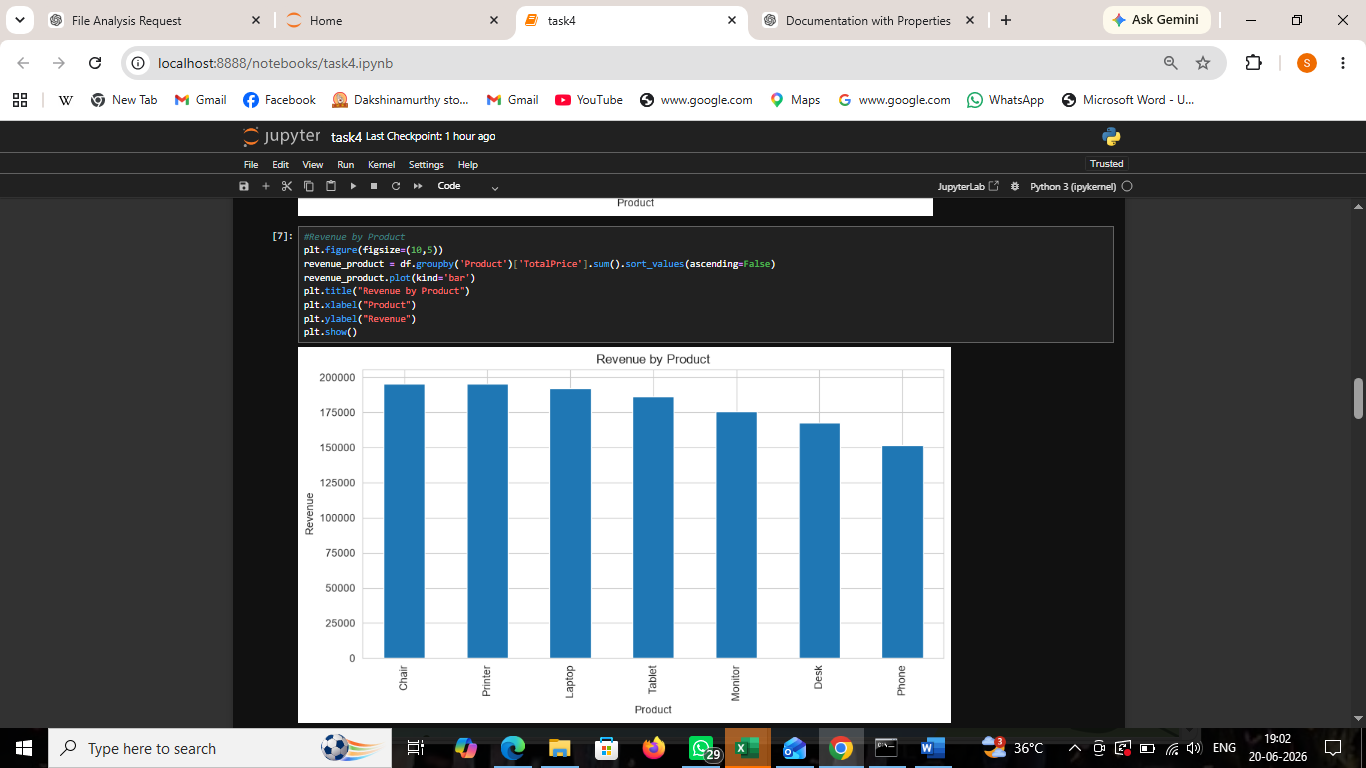 File Analysis Request
Home
task4
Documentation with Properties
Ask Gemini
localhost:8888/notebooks/task4.ipynb
S
W
New Tab
Gmail
Facebook
Dakshinamurthy sto...
Gmail
YouTube
www.google.com
Maps
www.google.com
WhatsApp
Microsoft Word - U...
jupyter task4 Last Checkpoint: 1 hour ago
File Edit View Run Kernel Settings Help
Trusted
Code
JupyterLab
Python 3 (ipykernel)
Product
[7]:
#Revenue by Product
plt.figure(figsize=(10,5))
revenue_product = df.groupby('Product')['TotalPrice'].sum().sort_values(ascending=False)
revenue_product.plot(kind='bar')
plt.title("Revenue by Product")
plt.xlabel("Product")
plt.ylabel("Revenue")
plt.show()
Revenue by Product
200000
175000
150000
125000
100000
75000
50000
25000
0
Revenue
Chair
Printer
Laptop
Tablet
Monitor
Desk
Phone
Product
Type here to search
29
3
36°C
ENG
19:02
20-06-2026